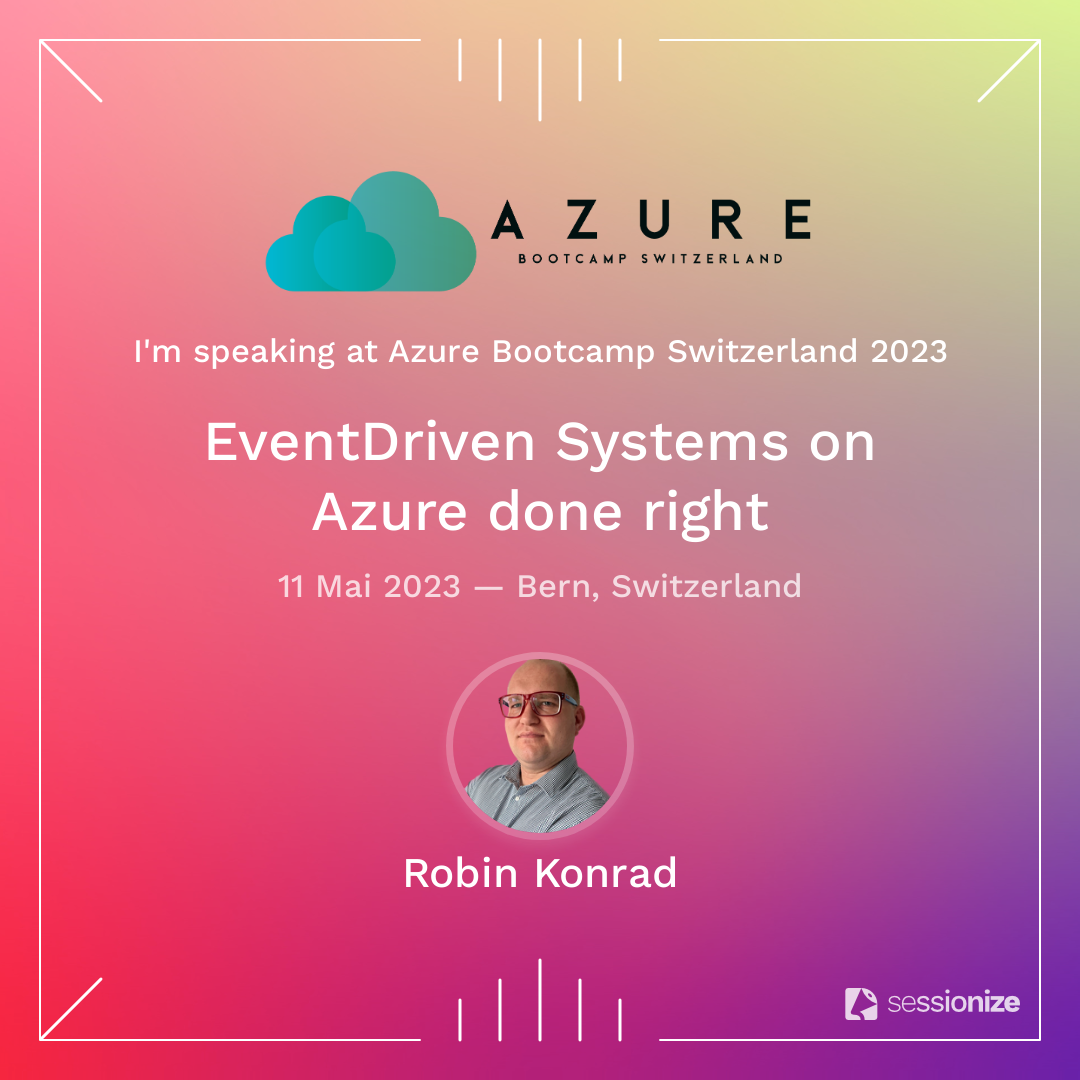 AZURE
BOOTCAMP SWITZERLAND
I'm speaking at Azure Bootcamp Switzerland 2023
EventDriven Systems on
Azure done right
11 Mai 2023 — Bern, Switzerland
Robin Konrad
sessionize